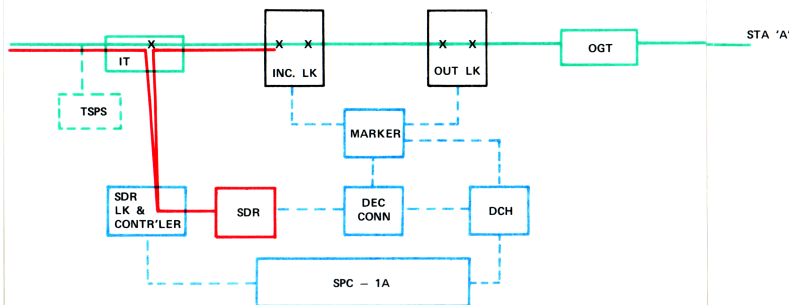 STA 'A'
X X X X X
IT
INC. LK
OUT LK
OGT
TSPS
MARKER
SDR
LK &
CONTR'LER
SDR
DEC
CONN
DCH
SPC – 1A